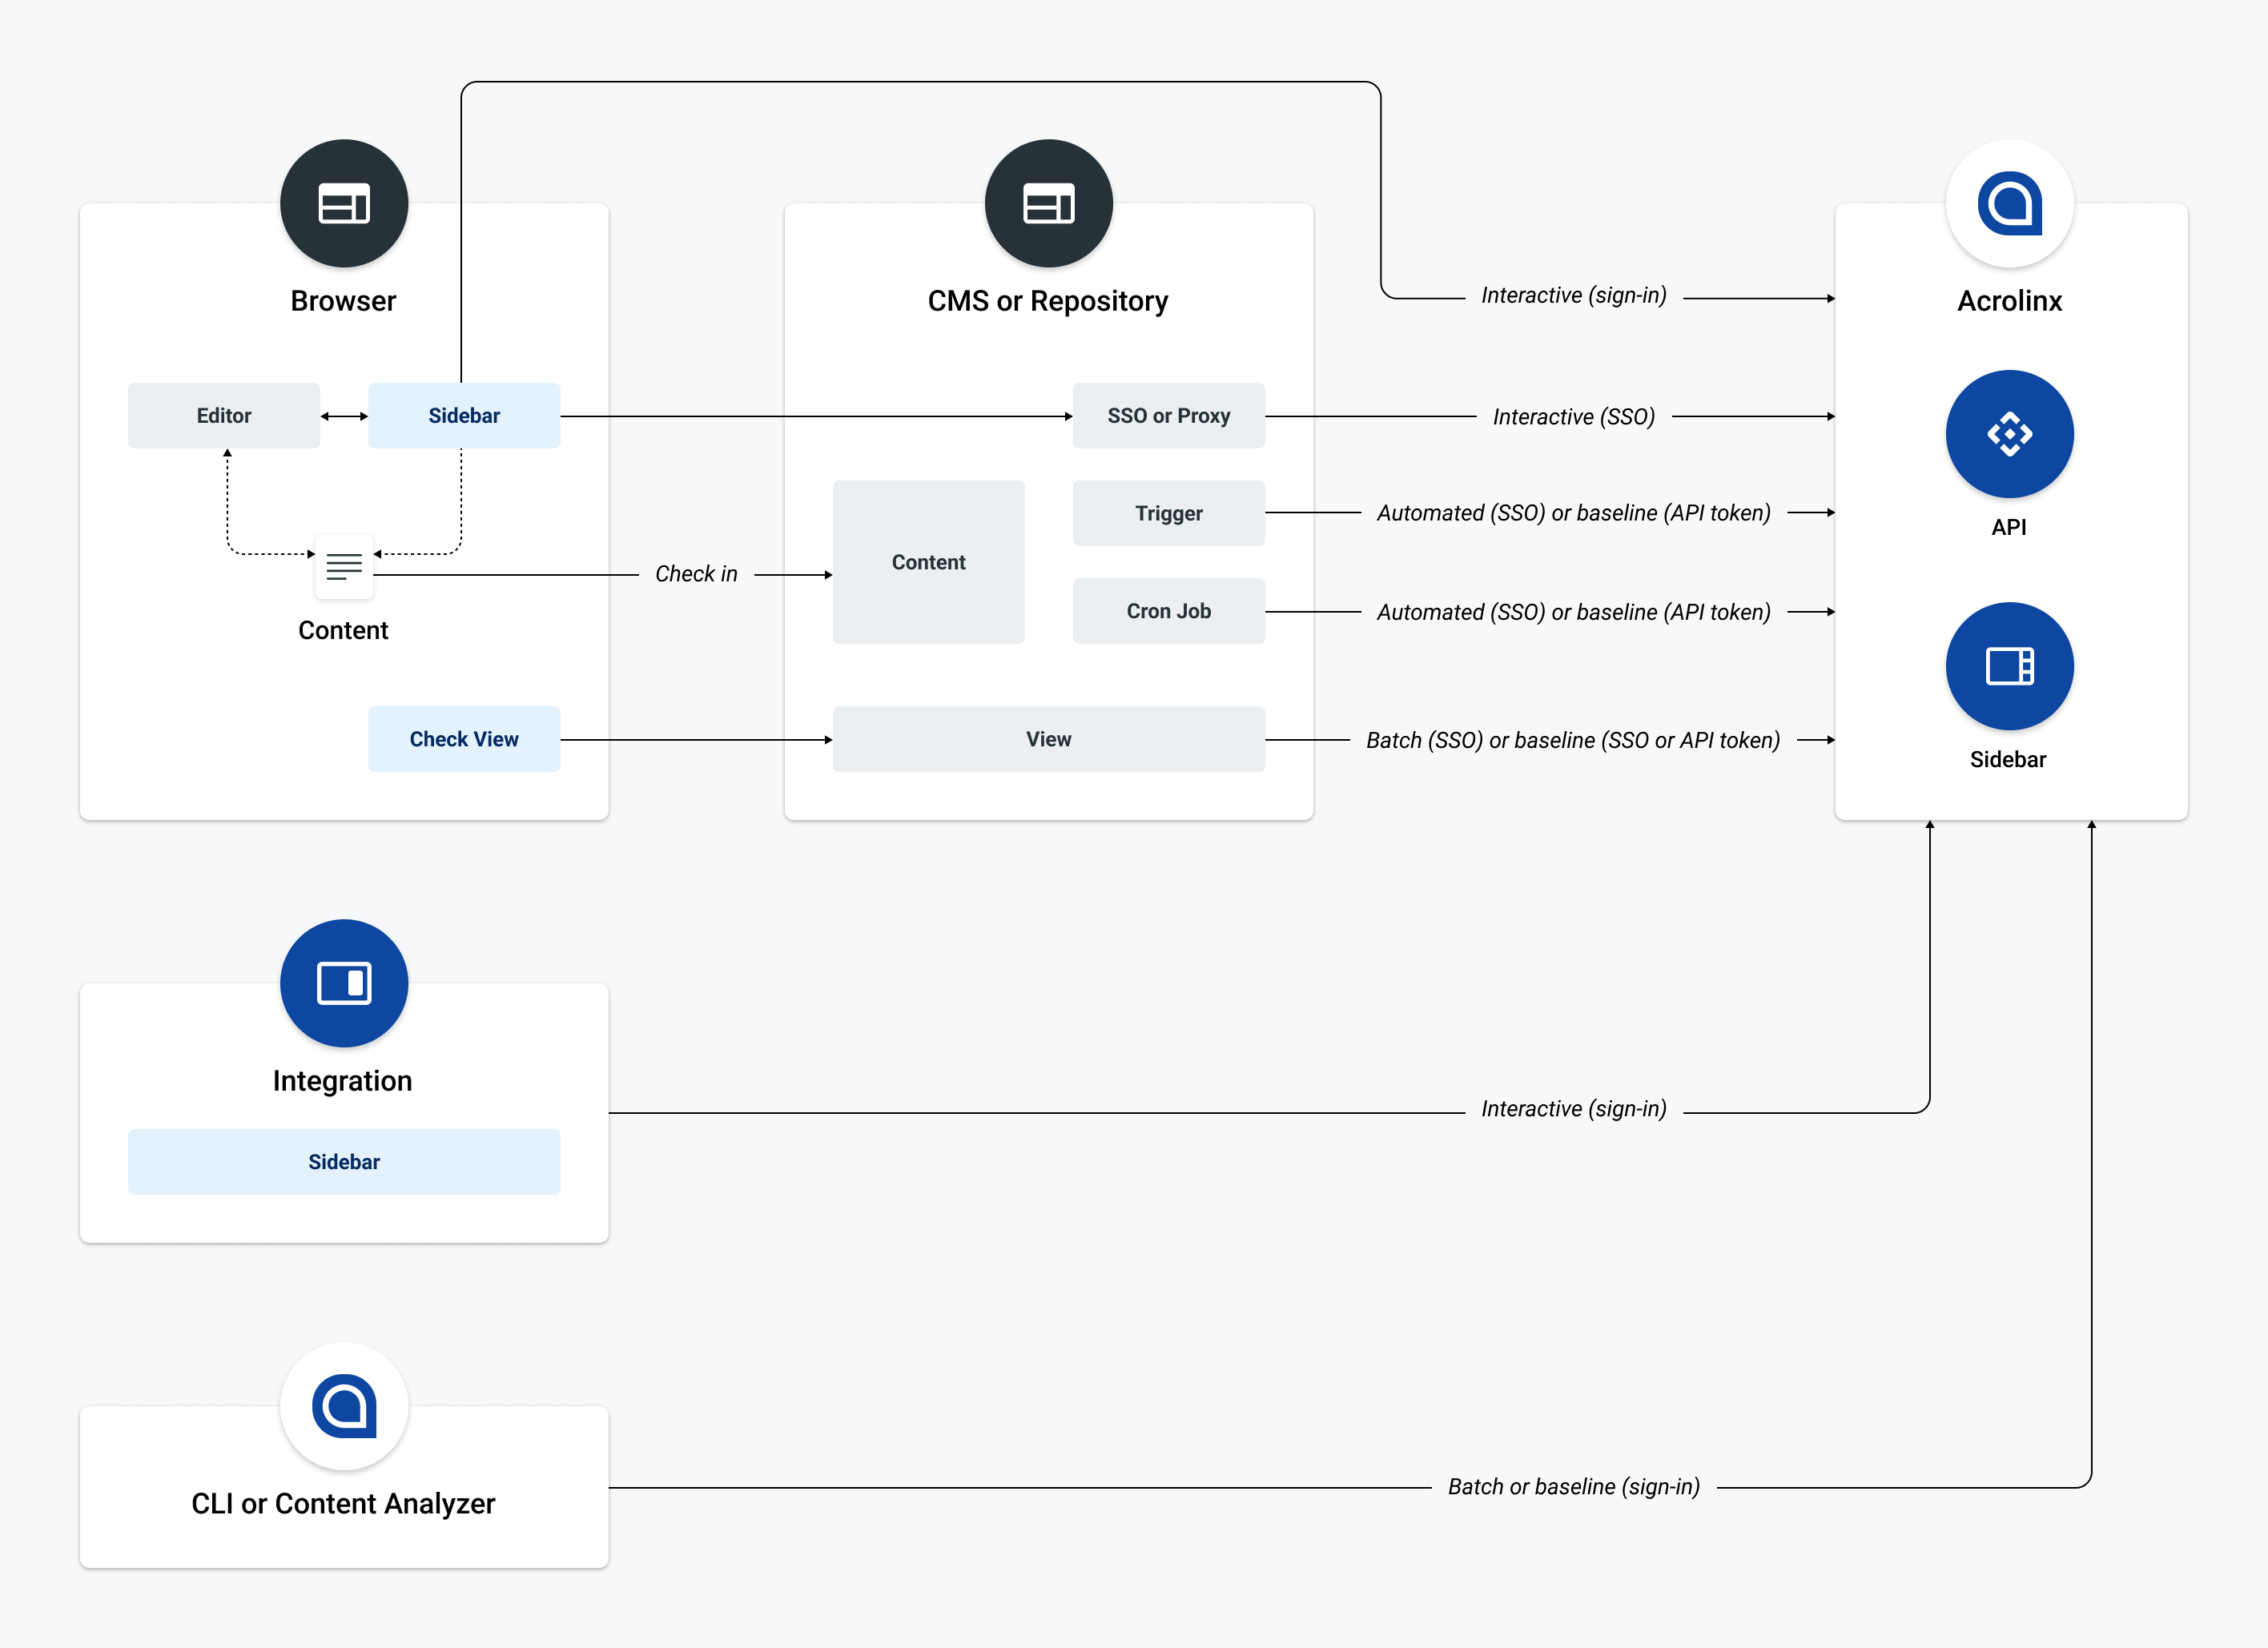 Browser
CMS or Repository
Interactive (sign-in)
Acrolinx
Editor
Sidebar
SSO or Proxy
Interactive (SSO)
Trigger
Automated (SSO) or baseline (API token)
API
Content
Check in
Content
Cron Job
Automated (SSO) or baseline (API token)
Check View
View
Batch (SSO) or baseline (SSO or API token)
Sidebar
Integration
Interactive (sign-in)
Sidebar
CLI or Content Analyzer
Batch or baseline (sign-in)